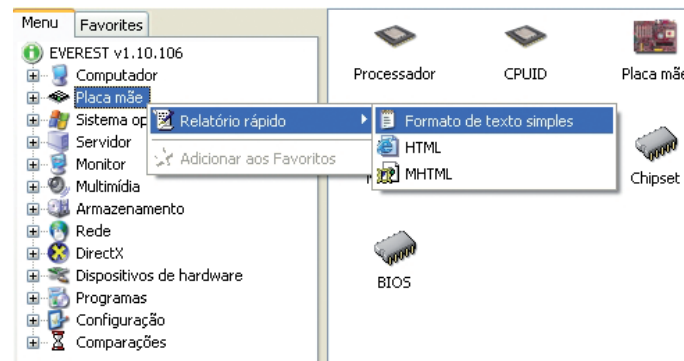 Menu
Favorites
EVEREST v1.10.106
Computador
Placa mãe
Sistema op
Servidor
Monitor
Multimídia
Armazenamento
Rede
DirectX
Dispositivos de hardware
Programas
Configuração
Comparações
Relatório rápido
Adicionar aos Favoritos
Formato de texto simples
HTML
MHTML
Processador
CPUID
Placa mãe
Chipset
BIOS